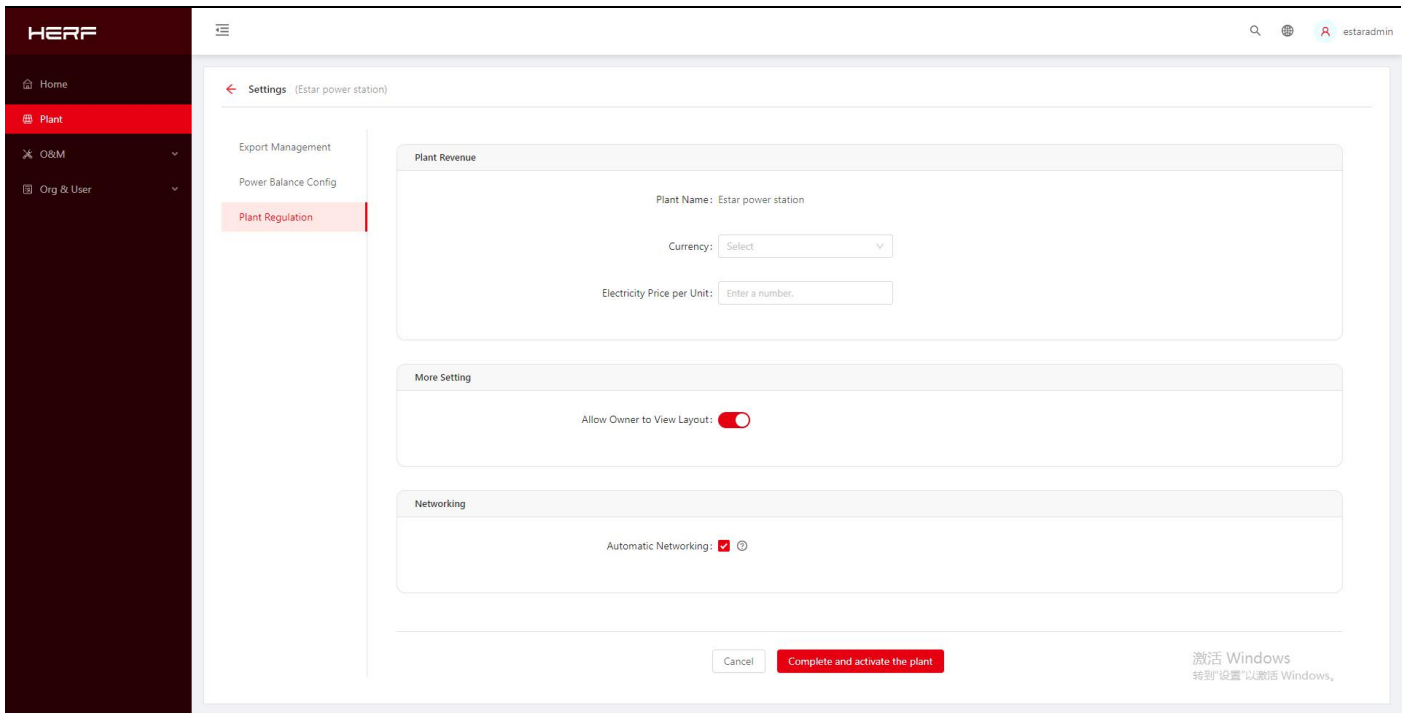 HERF
estaradmin
Home
Plant
O&M
Org & User
Settings (Estar power station)
Export Management
Power Balance Config
Plant Regulation
Plant Revenue
Plant Name: Estar power station
Currency: Select
Electricity Price per Unit: Enter a number.
More Setting
Allow Owner to View Layout:
Networking
Automatic Networking:
Cancel
Complete and activate the plant
激活 Windows
转到"设置"以激活 Windows。